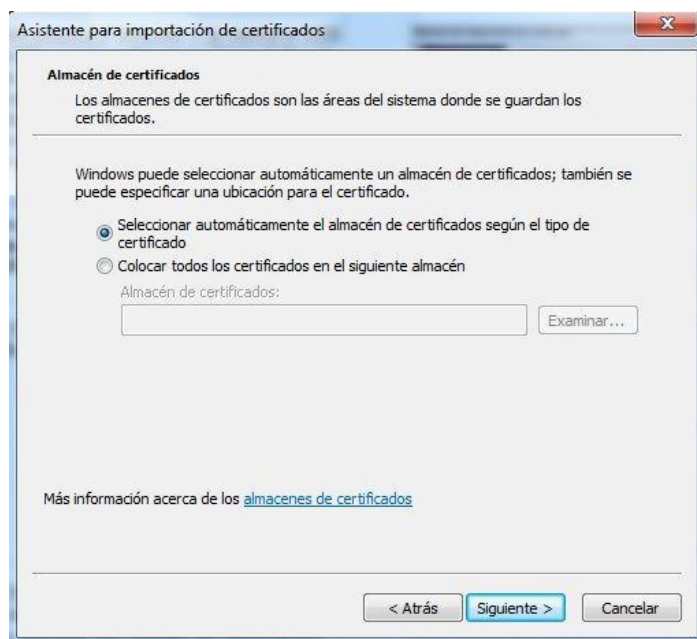 Asistente para importación de certificados
Almacén de certificados
Los almacenes de certificados son las áreas del sistema donde se guardan los
certificados.
Windows puede seleccionar automáticamente un almacén de certificados; también se
puede especificar una ubicación para el certificado.
Seleccionar automáticamente el almacén de certificados según el tipo de
certificado
Colocar todos los certificados en el siguiente almacén
Almacén de certificados:
Examinar...
Más información acerca de los almacenes de certificados
< Atrás
Siguiente >
Cancelar